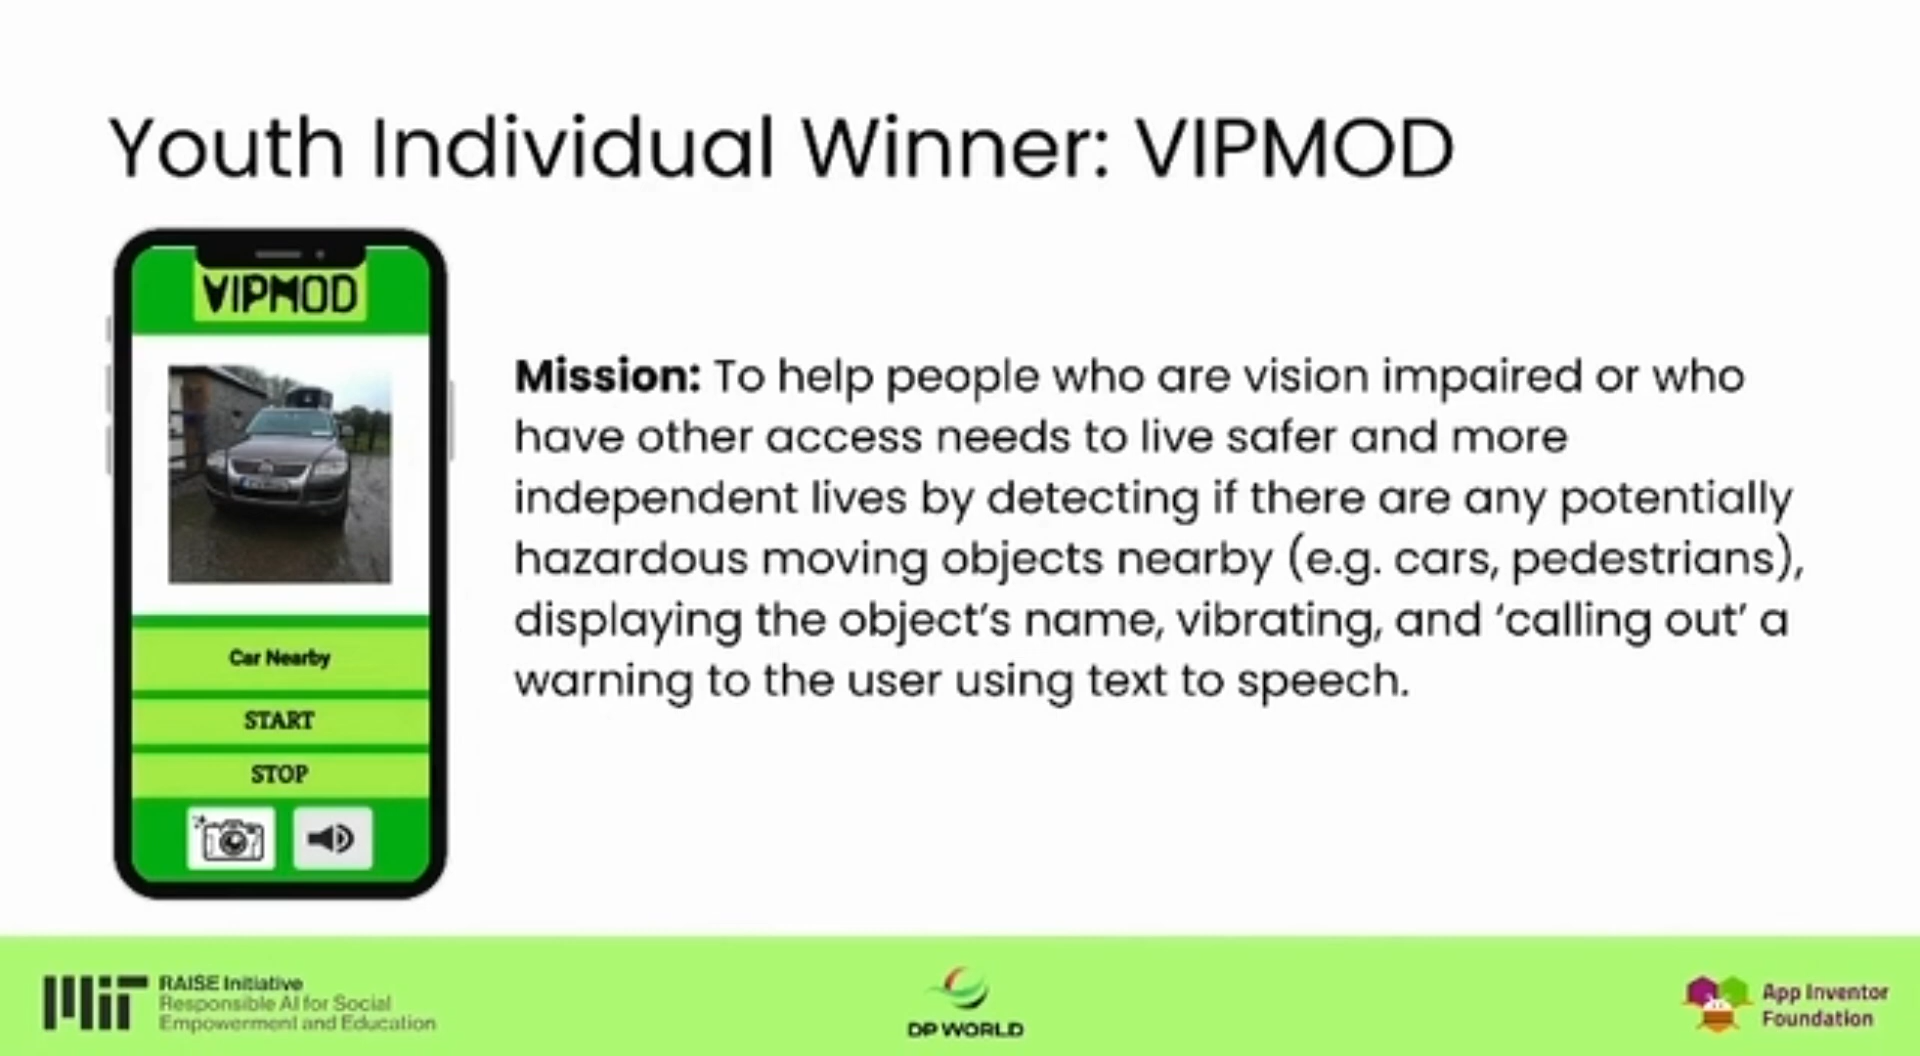 Youth Individual Winner: VIPMOD
VIPMOD
Car Nearby
START
STOP
Mission: To help people who are vision impaired or who
have other access needs to live safer and more
independent lives by detecting if there are any potentially
hazardous moving objects nearby (e.g. cars, pedestrians),
displaying the object’s name, vibrating, and ‘calling out’ a
warning to the user using text to speech.
MIT
RAISE Initiative
Responsible AI for Social
Empowerment and Education
DP WORLD
App Inventor
Foundation